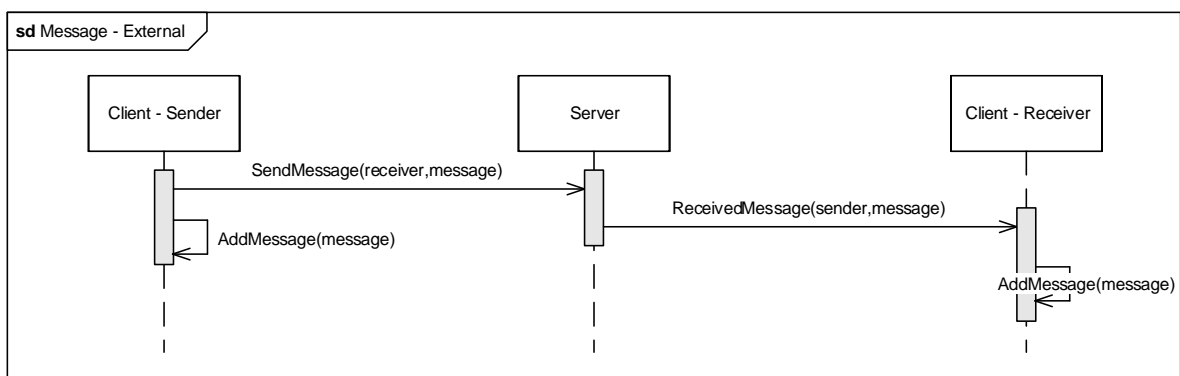 sd Message - External
Client - Sender
Server
Client - Receiver
SendMessage(receiver,message)
ReceivedMessage(sender,message)
AddMessage(message)
AddMessage(message)